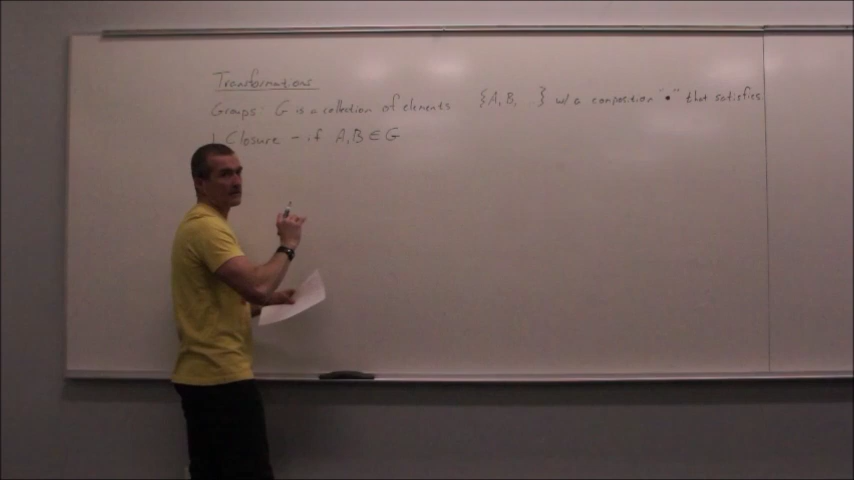 Transformations
Groups: G is a collection of elements {A, B, } w/ a composition "•" that satisfies
1. Closure - if A, B ∈ G